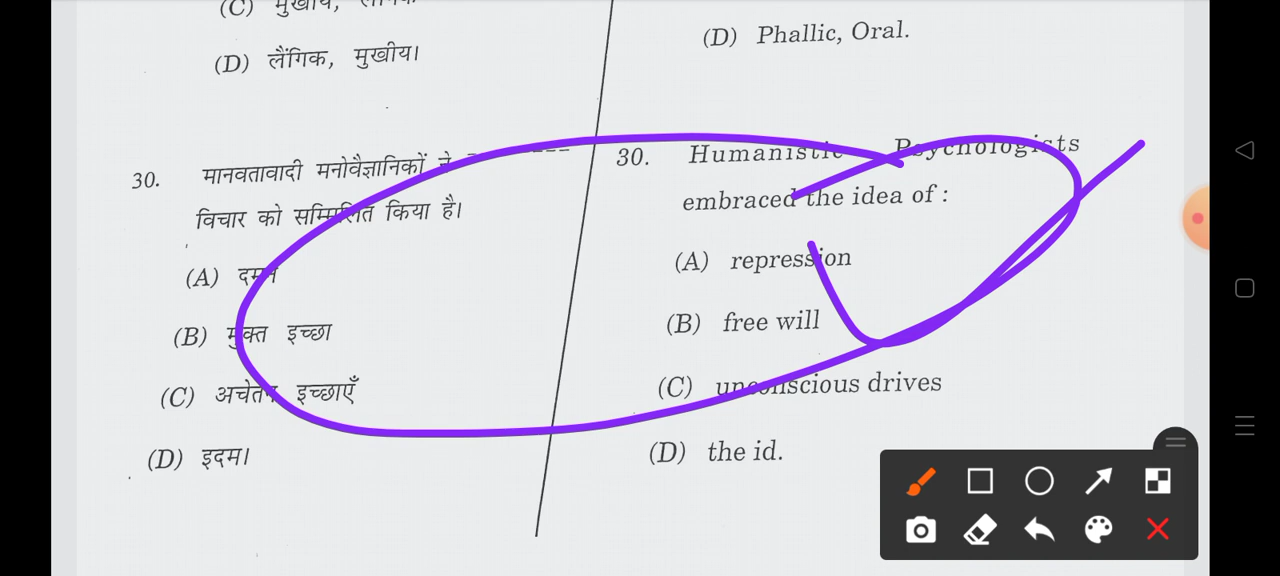 (C) मुखीय, लैंगिक
(D) लैंगिक, मुखीय।
30. मानवतावादी मनोवैज्ञानिकों ने
विचार को सम्मिलित किया है।
(A) दमन
(B) मुक्त इच्छा
(C) अचेतन इच्छाएँ
(D) इदम।
(D) Phallic, Oral.
30. Humanistic Psychologists
embraced the idea of :
(A) repression
(B) free will
(C) unconscious drives
(D) the id.